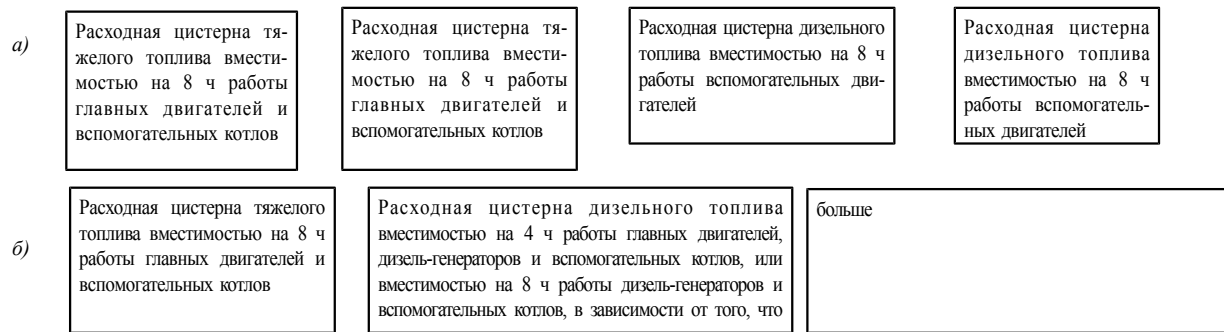 а)
Расходная цистерна тя-
желого топлива вмести-
мостью на 8 ч работы
главных двигателей и
вспомогательных котлов
Расходная цистерна тя-
желого топлива вмести-
мостью на 8 ч работы
главных двигателей и
вспомогательных котлов
Расходная цистерна дизельного
топлива вместимостью на 8 ч
работы вспомогательных дви-
гателей
Расходная цистерна
дизельного топлива
вместимостью на 8 ч
работы вспомогатель-
ных двигателей
б)
Расходная цистерна тяжелого
топлива вместимостью на 8 ч
работы главных двигателей и
вспомогательных котлов
Расходная цистерна дизельного топлива
вместимостью на 4 ч работы главных двигателей,
дизель-генераторов и вспомогательных котлов, или
вместимостью на 8 ч работы дизель-генераторов и
вспомогательных котлов, в зависимости от того, что
больше